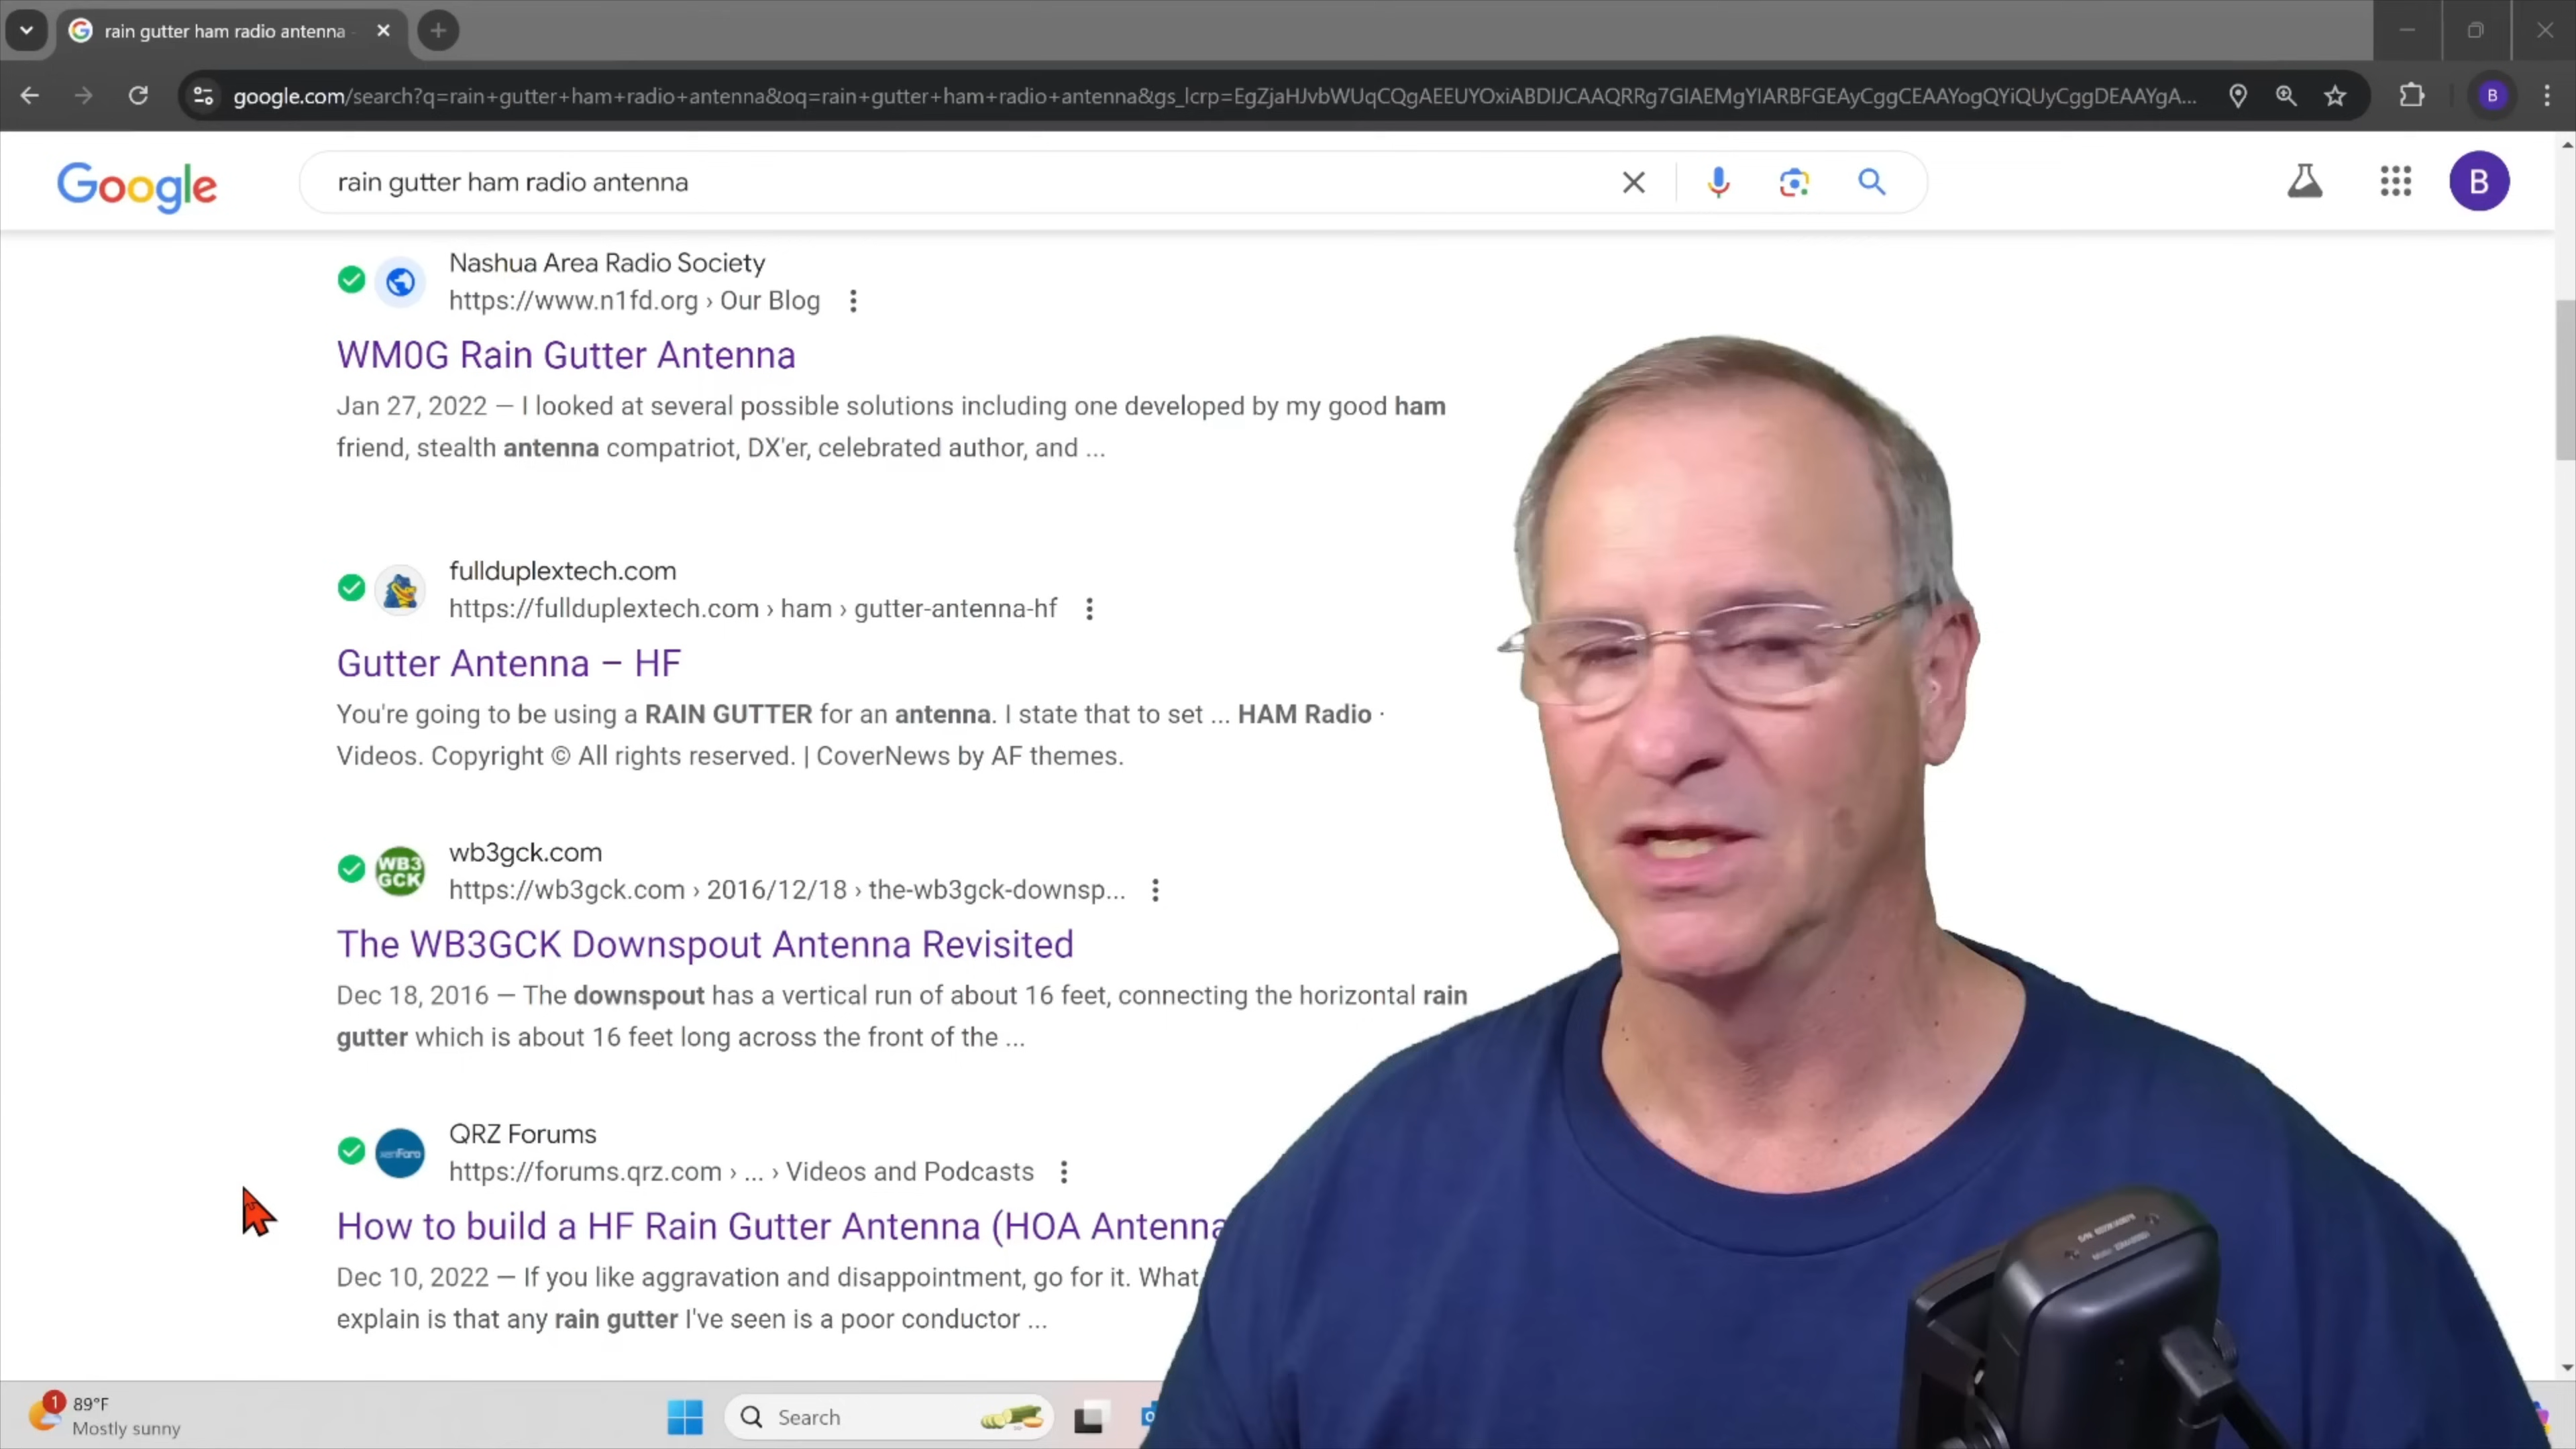 rain gutter ham radio antenna
google.com/search?q=rain+gutter+ham+radio+antenna&oq=rain+gutter+ham+radio+antenna&gs_lcrp=EgZjaHJvbWUqCQgAEEUYOxiABDIJCAAQRRg7GIAEMgYIARBFGEAyCggCEAAYogQYiQUyCggDEAAYgA...
B
Google
rain gutter ham radio antenna
B
Nashua Area Radio Society
https://www.n1fd.org › Our Blog
WM0G Rain Gutter Antenna
Jan 27, 2022 — I looked at several possible solutions including one developed by my good ham
friend, stealth antenna compatriot, DX'er, celebrated author, and ...
fullduplextech.com
https://fullduplextech.com › ham › gutter-antenna-hf
Gutter Antenna – HF
You're going to be using a RAIN GUTTER for an antenna. I state that to set ... HAM Radio ·
Videos. Copyright © All rights reserved. | CoverNews by AF themes.
WB3
GCK
wb3gck.com
https://wb3gck.com › 2016/12/18 › the-wb3gck-downsp...
The WB3GCK Downspout Antenna Revisited
Dec 18, 2016 — The downspout has a vertical run of about 16 feet, connecting the horizontal rain
gutter which is about 16 feet long across the front of the ...
xenForo
QRZ Forums
https://forums.qrz.com › ... › Videos and Podcasts
How to build a HF Rain Gutter Antenna (HOA Antenna
Dec 10, 2022 — If you like aggravation and disappointment, go for it. What
explain is that any rain gutter I've seen is a poor conductor ...
1
89°F
Mostly sunny
Search